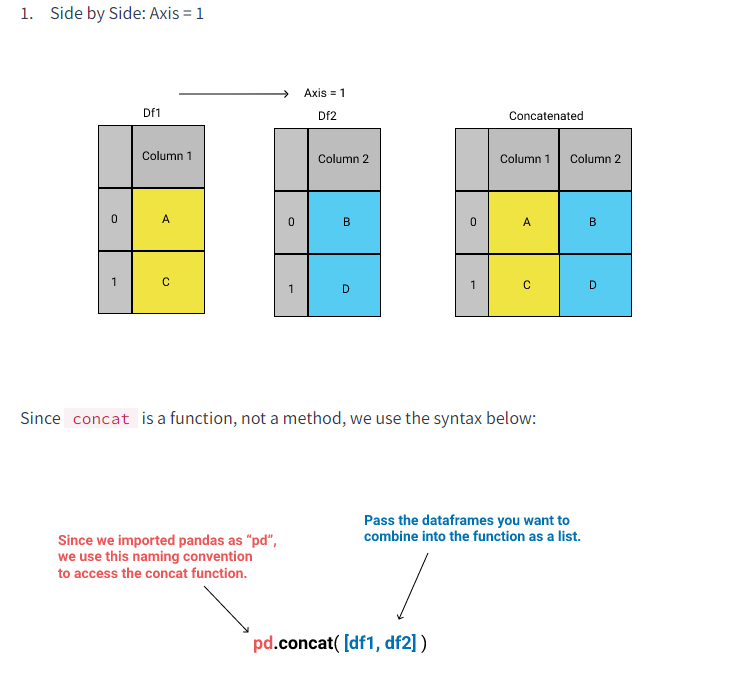 1. Side by Side: Axis = 1
Axis = 1
Df1
Df2
Concatenated
Column 1
Column 2
Column 1 Column 2
0 A
0 B
0 A B
1 C
1 D
1 C D
Since concat is a function, not a method, we use the syntax below:
Pass the dataframes you want to
combine into the function as a list.
Since we imported pandas as “pd”,
we use this naming convention
to access the concat function.
pd.concat( [df1, df2] )